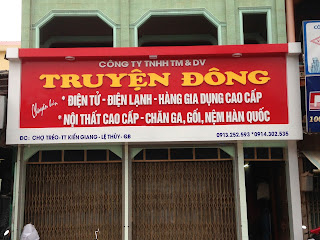 CÔNG TY TNHH TM & DV
TRUYỆN ĐÔNG
Chuyên bán
* ĐIỆN TỬ - ĐIỆN LẠNH - HÀNG GIA DỤNG CAO CẤP
* NỘI THẤT CAO CẤP - CHĂN GA, GỐI, NỆM HÀN QUỐC
ĐC: CHỢ TRÉO-TT KIẾN GIANG - LỆ THỦY- QB 0913.252.593 * 0914.302.535